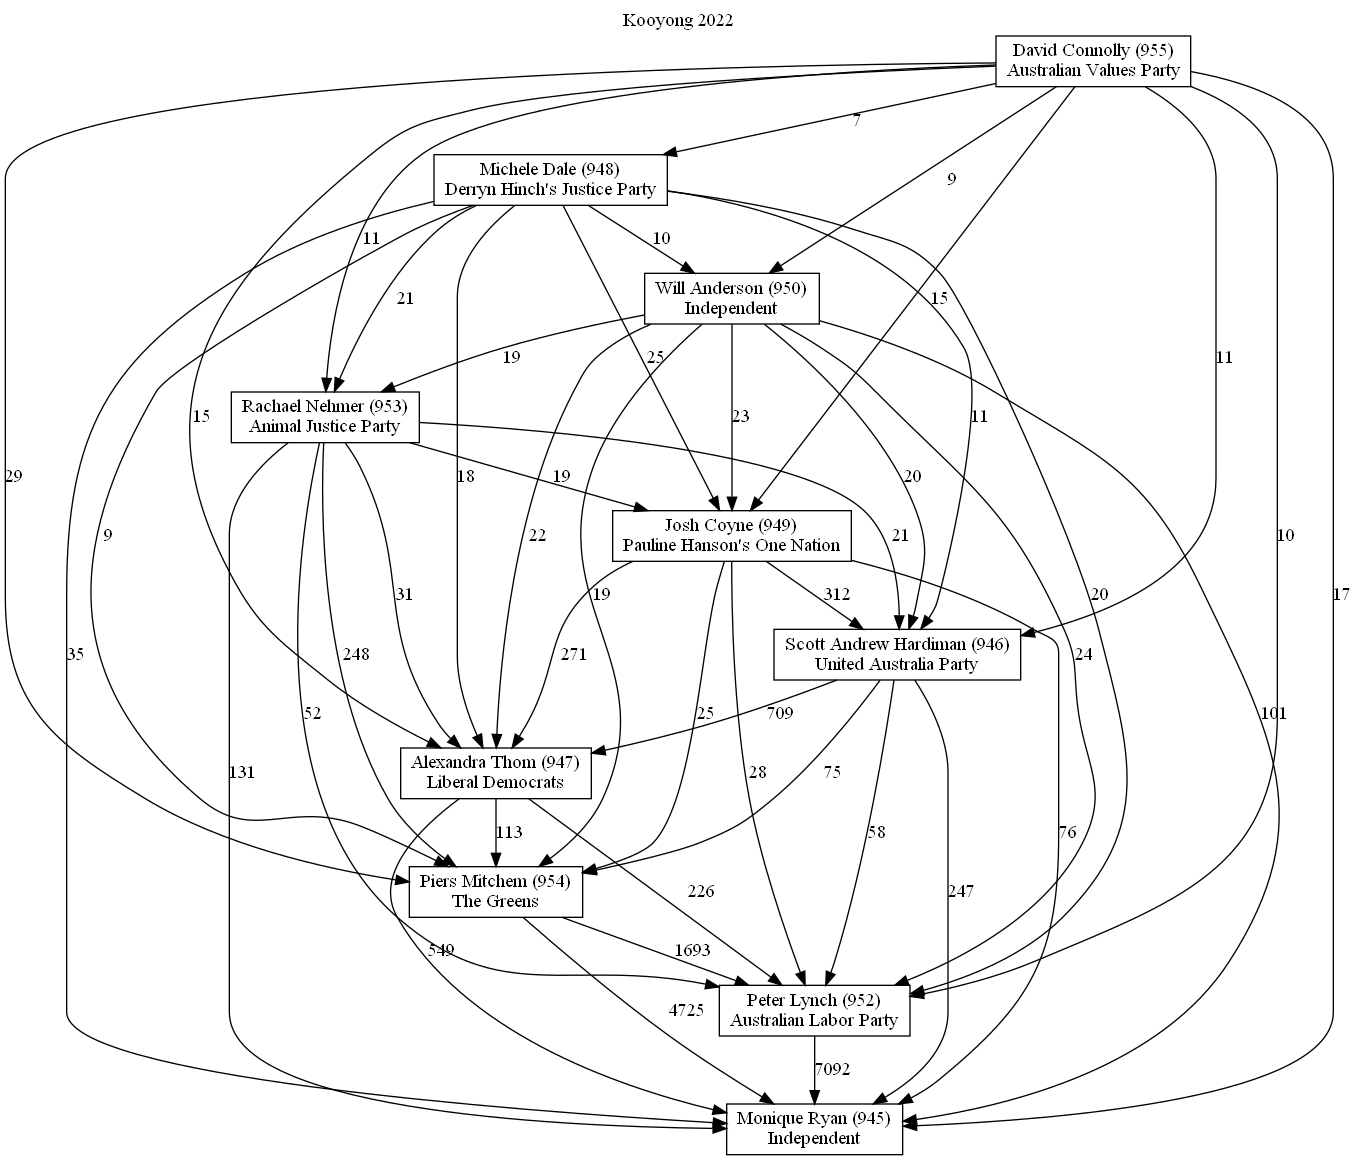 Kooyong 2022
David Connolly (955)
Australian Values Party
7
Michele Dale (948)
Derryn Hinch's Justice Party
9
11
10
Will Anderson (950)
Independent
21
15
19
25
11
Rachael Nehmer (953)
Animal Justice Party
15
23
11
29
18
19
20
10
Josh Coyne (949)
Pauline Hanson's One Nation
9
22
21
31
19
312
20
17
Scott Andrew Hardiman (946)
United Australia Party
35
248
271
24
52
25
709
101
Alexandra Thom (947)
Liberal Democrats
131
28
75
113
58
76
Piers Mitchem (954)
The Greens
226
247
549
1693
Peter Lynch (952)
Australian Labor Party
4725
7092
Monique Ryan (945)
Independent